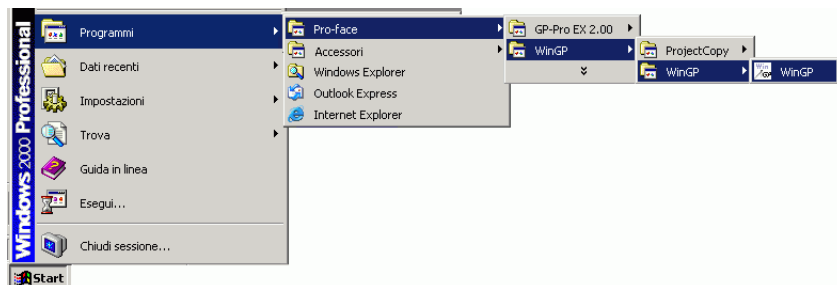 Windows 2000 Professional
Programmi
Dati recenti
Impostazioni
Trova
Guida in linea
Esegui...
Chiudi sessione...
Start
Pro-face
Accessori
Windows Explorer
Outlook Express
Internet Explorer
GP-Pro EX 2.00
WinGP
ProjectCopy
WinGP
WinGP